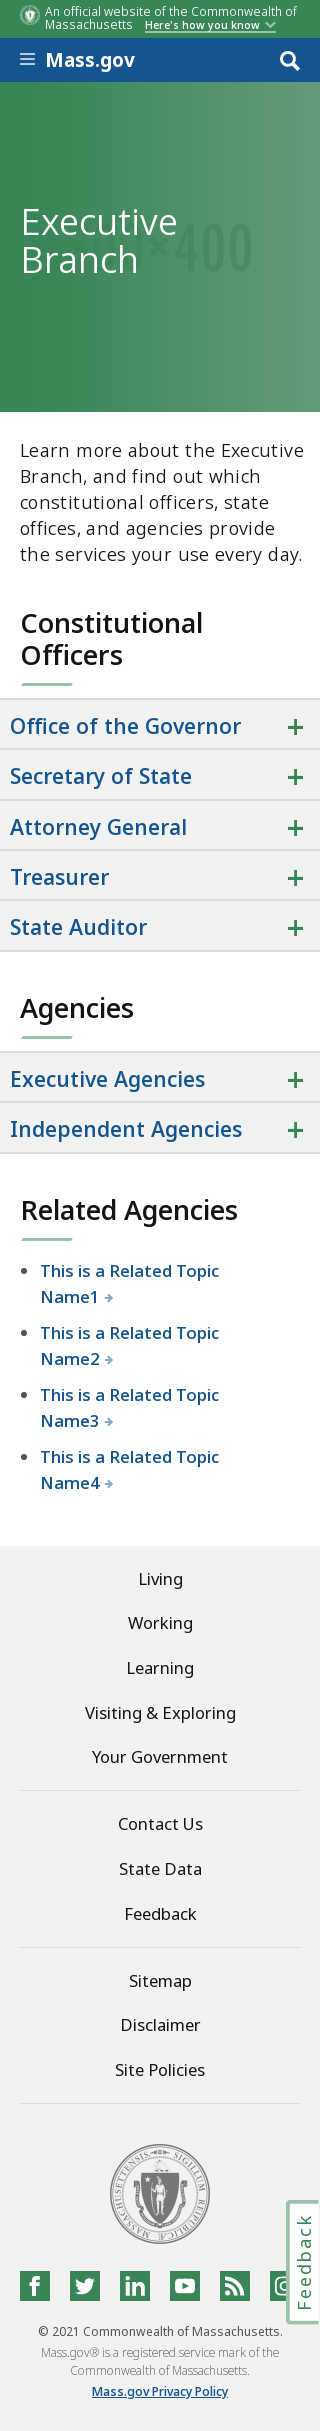 An official website of the Commonwealth of
Massachusetts Here's how you know
Mass.gov
Executive
Branch
×400
Learn more about the Executive
Branch, and find out which
constitutional officers, state
offices, and agencies provide
the services your use every day.
Constitutional
Officers
Office of the Governor
Secretary of State
Attorney General
Treasurer
State Auditor
Agencies
Executive Agencies
Independent Agencies
Related Agencies
This is a Related Topic
Name1
This is a Related Topic
Name2
This is a Related Topic
Name3
This is a Related Topic
Name4
Living
Working
Learning
Visiting & Exploring
Your Government
Contact Us
State Data
Feedback
Sitemap
Disclaimer
Site Policies
Feedback
© 2021 Commonwealth of Massachusetts.
Mass.gov® is a registered service mark of the
Commonwealth of Massachusetts.
Mass.gov Privacy Policy